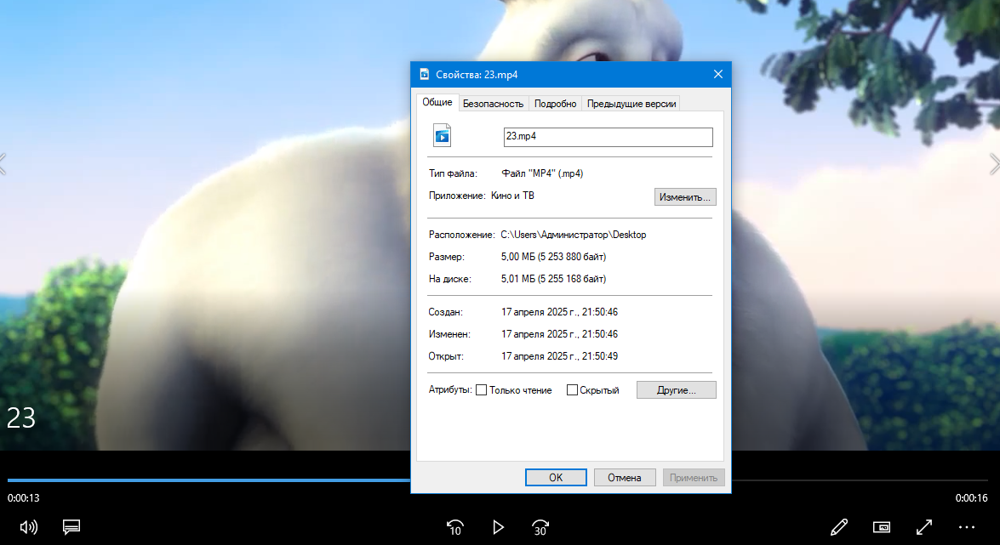 Свойства: 23.mp4
Общие Безопасность Подробно Предыдущие версии
23.mp4
Тип файла: Файл "MP4" (.mp4)
Приложение: Кино и ТВ Изменить...
Расположение: C:\Users\Администратор\Desktop
Размер: 5,00 МБ (5 253 880 байт)
На диске: 5,01 МБ (5 255 168 байт)
Создан: 17 апреля 2025 г., 21:50:46
Изменен: 17 апреля 2025 г., 21:50:46
Открыт: 17 апреля 2025 г., 21:50:49
Атрибуты: Только чтение Скрытый Другие...
23
OK Отмена Применить
0:00:13 0:00:16
10 30